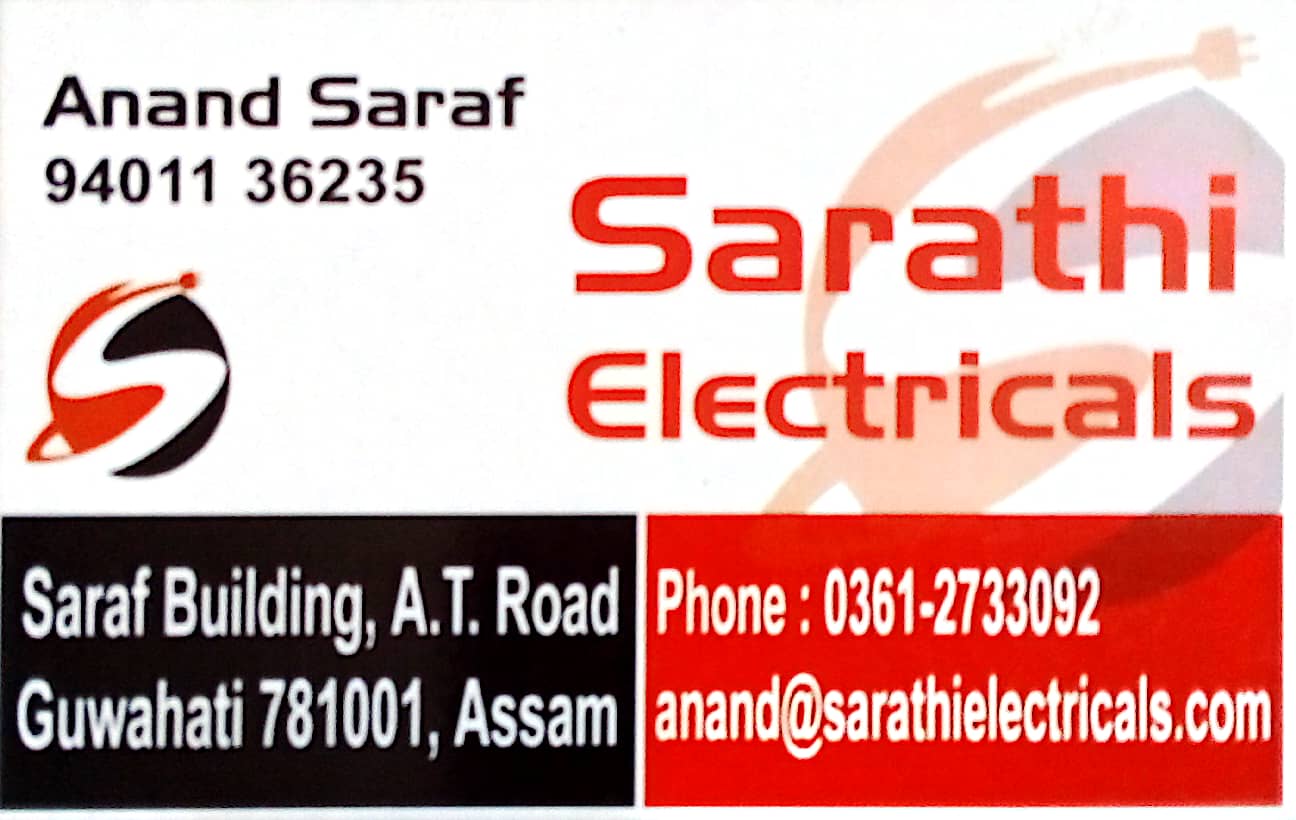 Anand Saraf
94011 36235
Sarathi
Electricals
Saraf Building, A.T. Road
Guwahati 781001, Assam
Phone : 0361-2733092
anand@sarathielectricals.com